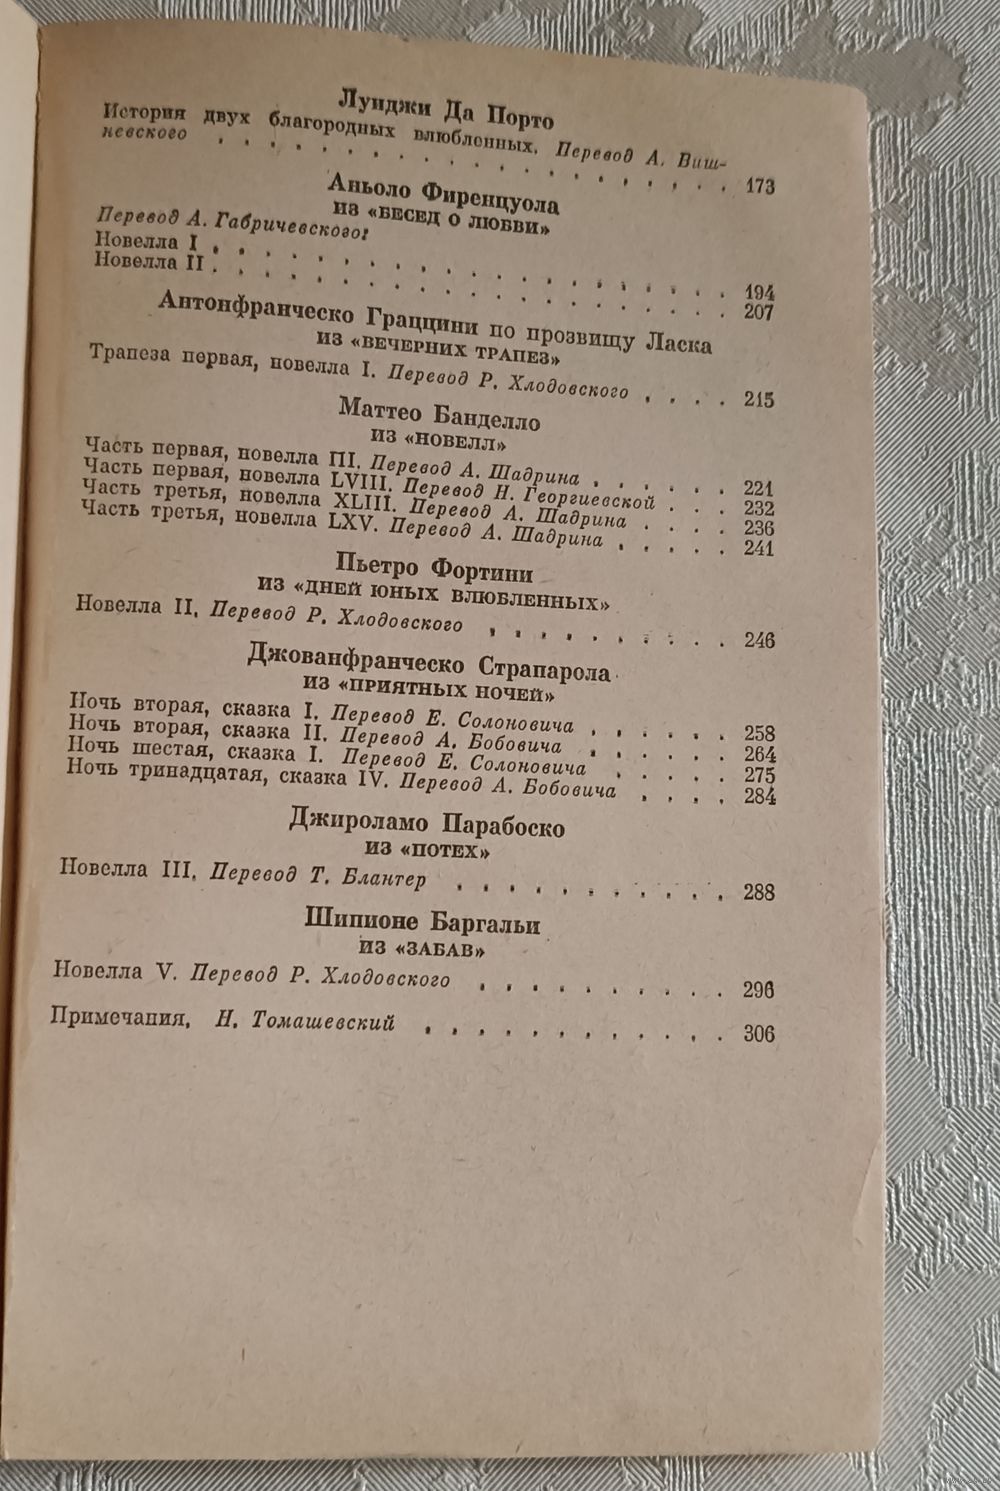 Луиджи Да Порто
История двух благородных влюбленных. Перевод А. Виш-
невского . . . . . . . . . . . . . . . . . . . . 173
Аньоло Фиренцуола
ИЗ «БЕСЕД О ЛЮБВИ»
Перевод А. Габричевского:
Новелла I . . . . . . . . . . . . . . . . . . . . 194
Новелла II . . . . . . . . . . . . . . . . . . . . 207
Антонфранческо Граццини по прозвищу Ласка
ИЗ «ВЕЧЕРНИХ ТРАПЕЗ»
Трапеза первая, новелла I. Перевод Р. Хлодовского . . . . 215
Маттео Банделло
ИЗ «НОВЕЛЛ»
Часть первая, новелла III. Перевод А. Шадрина . . . . . . 221
Часть первая, новелла LVIII. Перевод Н. Георгиевской . . . 232
Часть третья, новелла XLIII. Перевод А. Шадрина . . . . 236
Часть третья, новелла LXV. Перевод А. Шадрина . . . . . 241
Пьетро Фортини
ИЗ «ДНЕЙ ЮНЫХ ВЛЮБЛЕННЫХ»
Новелла II. Перевод Р. Хлодовского . . . . . . . . . . 246
Джованфранческо Страпарола
ИЗ «ПРИЯТНЫХ НОЧЕЙ»
Ночь вторая, сказка I. Перевод Е. Солоновича . . . . . . 258
Ночь вторая, сказка II. Перевод А. Бобовича . . . . . . 264
Ночь шестая, сказка I. Перевод Е. Солоновича . . . . . 275
Ночь тринадцатая, сказка IV. Перевод А. Бобовича . . . . 284
Джироламо Парабоско
ИЗ «ПОТЕХ»
Новелла III. Перевод Т. Блантер . . . . . . . . . . . 288
Шипионе Баргальи
ИЗ «ЗАБАВ»
Новелла V. Перевод Р. Хлодовского . . . . . . . . . . 296
Примечания. Н. Томашевский . . . . . . . . . . . . 306